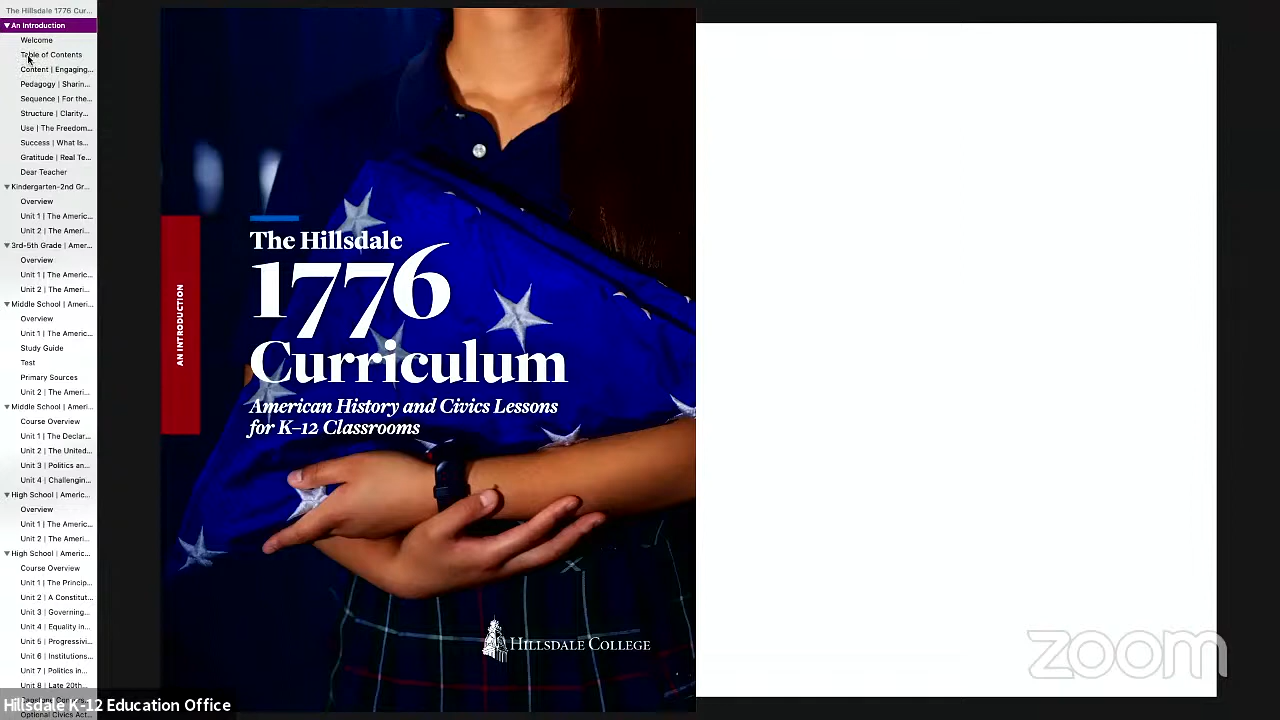 The Hillsdale 1776 Cur...
An Introduction
Welcome
Table of Contents
Content | Engaging...
Pedagogy | Sharin...
Sequence | For the...
Structure | Clarity...
Use | The Freedom...
Success | What Is...
Gratitude | Real Te...
Dear Teacher
Kindergarten-2nd Gr...
Overview
Unit 1 | The Americ...
Unit 2 | The Ameri...
3rd-5th Grade | Amer...
Overview
Unit 1 | The Americ...
Unit 2 | The Ameri...
Middle School | Ameri...
Overview
Unit 1 | The Americ...
Study Guide
Test
Primary Sources
Unit 2 | The Ameri...
Middle School | Ameri...
Course Overview
Unit 1 | The Declar...
Unit 2 | The United...
Unit 3 | Politics an...
Unit 4 | Challengin...
High School | Americ...
Overview
Unit 1 | The Americ...
Unit 2 | The Ameri...
High School | Americ...
Course Overview
Unit 1 | The Princip...
Unit 2 | A Constitut...
Unit 3 | Governing...
Unit 4 | Equality in...
Unit 5 | Progressivi...
Unit 6 | Institutions...
Unit 7 | Politics in...
Unit 8 | Late 20th...
Optional Civics Act...
Hillsdale K-12 Education Office
AN INTRODUCTION
The Hillsdale
1776
Curriculum
American History and Civics Lessons
for K–12 Classrooms
HILLSDALE COLLEGE
zoom